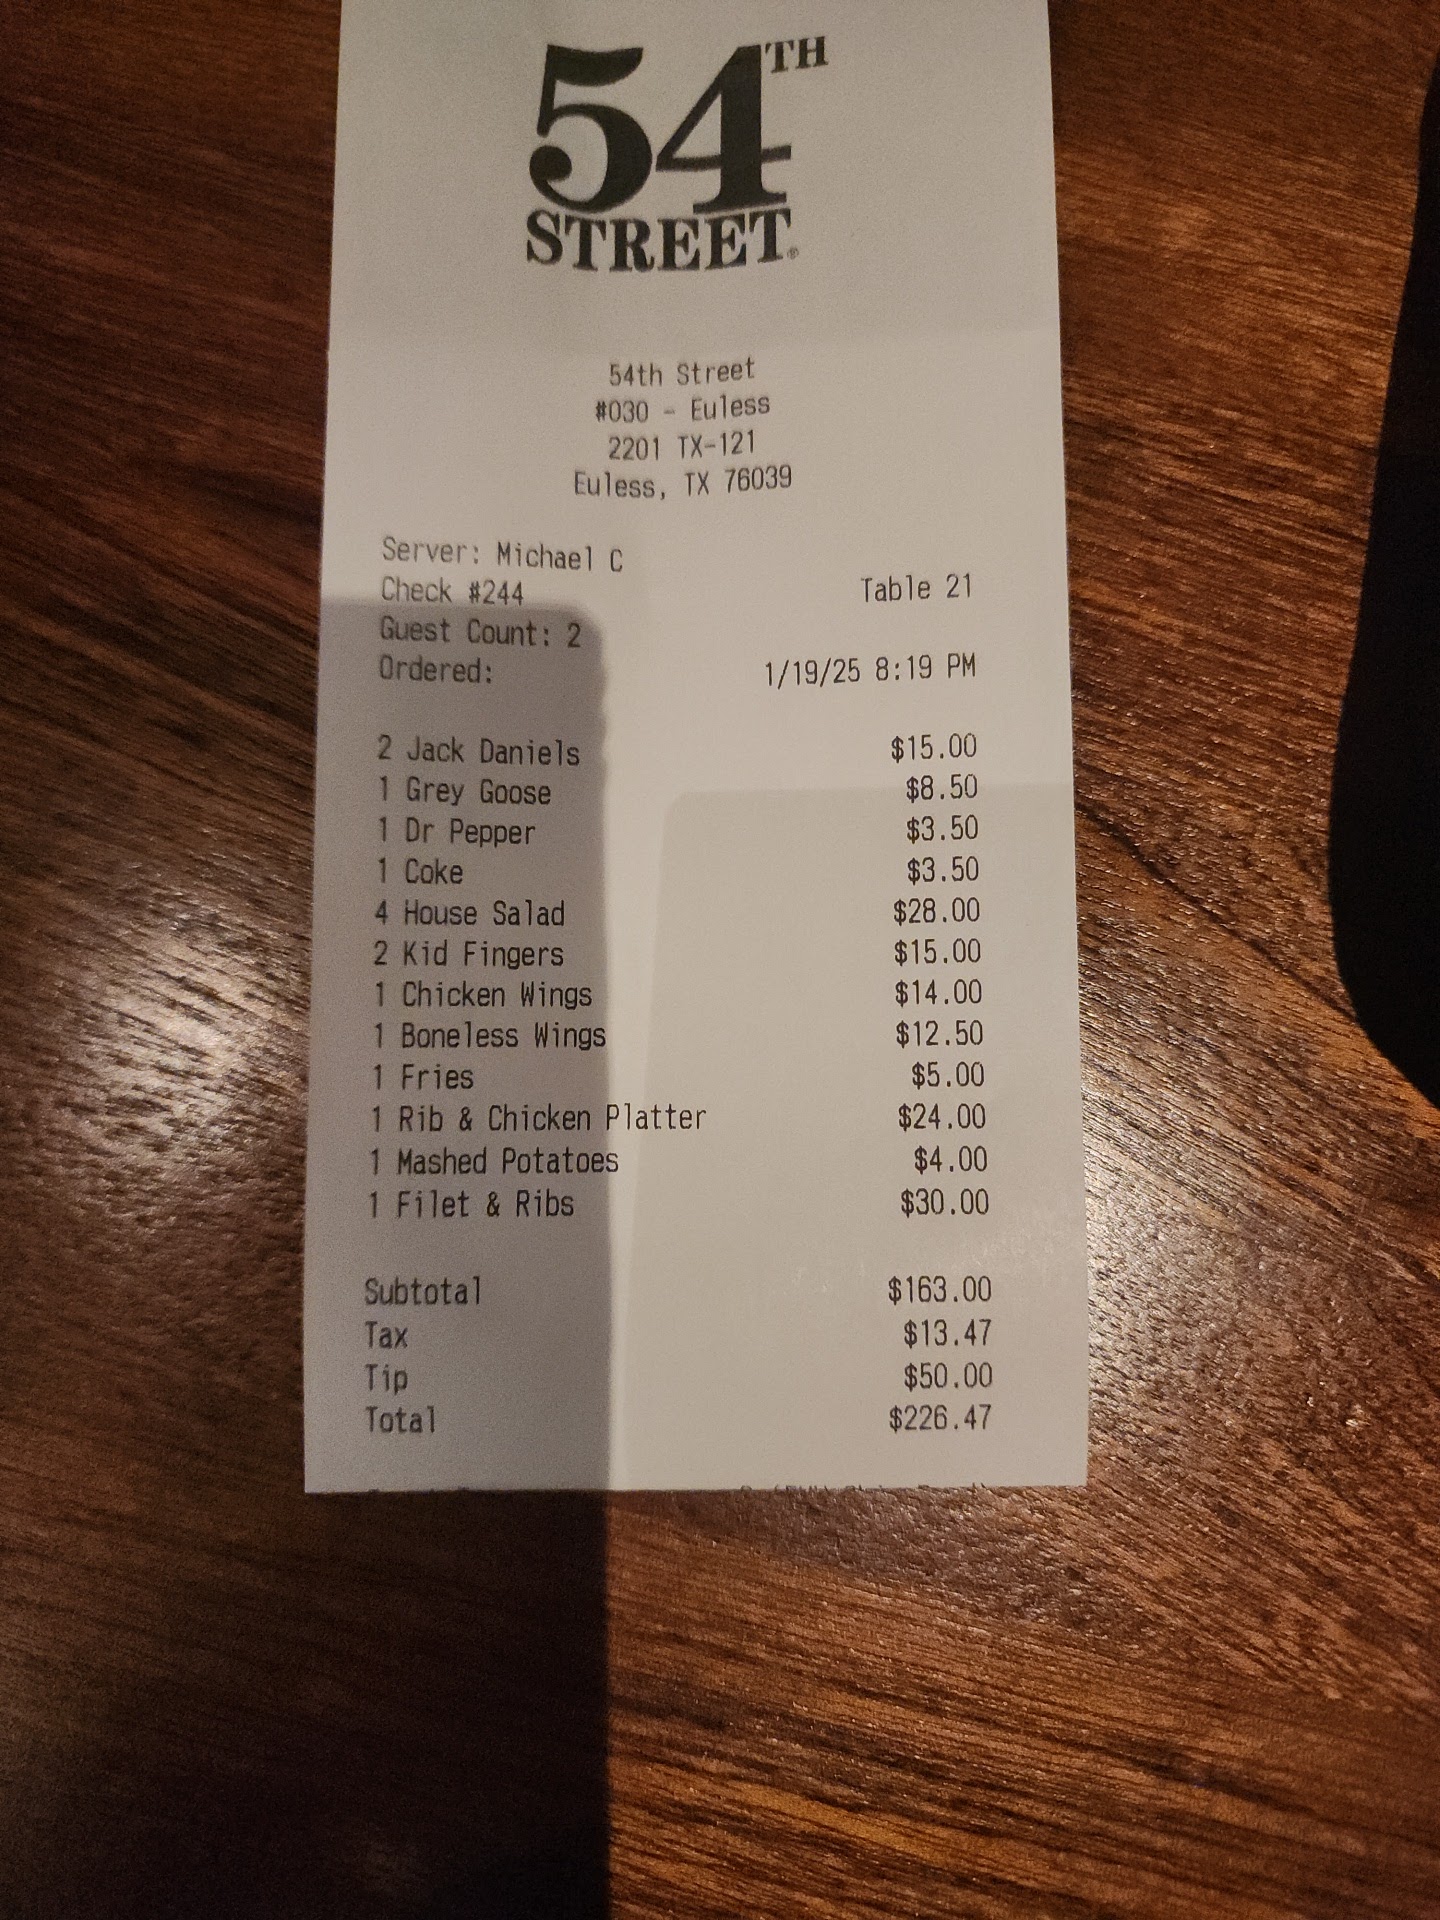 54TH
STREET®
54th Street
#030 - Euless
2201 TX-121
Euless, TX 76039
Server: Michael C
Check #244 Table 21
Guest Count: 2
Ordered: 1/19/25 8:19 PM
2 Jack Daniels $15.00
1 Grey Goose $8.50
1 Dr Pepper $3.50
1 Coke $3.50
4 House Salad $28.00
2 Kid Fingers $15.00
1 Chicken Wings $14.00
1 Boneless Wings $12.50
1 Fries $5.00
1 Rib & Chicken Platter $24.00
1 Mashed Potatoes $4.00
1 Filet & Ribs $30.00
Subtotal $163.00
Tax $13.47
Tip $50.00
Total $226.47